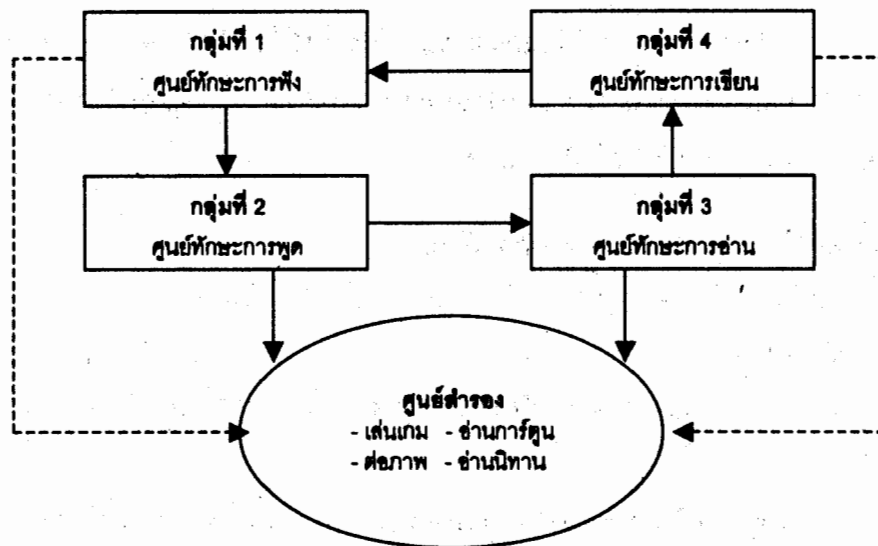 กลุ่มที่ 1
ศูนย์ทักษะการฟัง
กลุ่มที่ 4
ศูนย์ทักษะการเขียน
กลุ่มที่ 2
ศูนย์ทักษะการพูด
กลุ่มที่ 3
ศูนย์ทักษะการอ่าน
ศูนย์สำรอง
- เล่นเกม - อ่านการ์ตูน
- ต่อภาพ - อ่านนิทาน